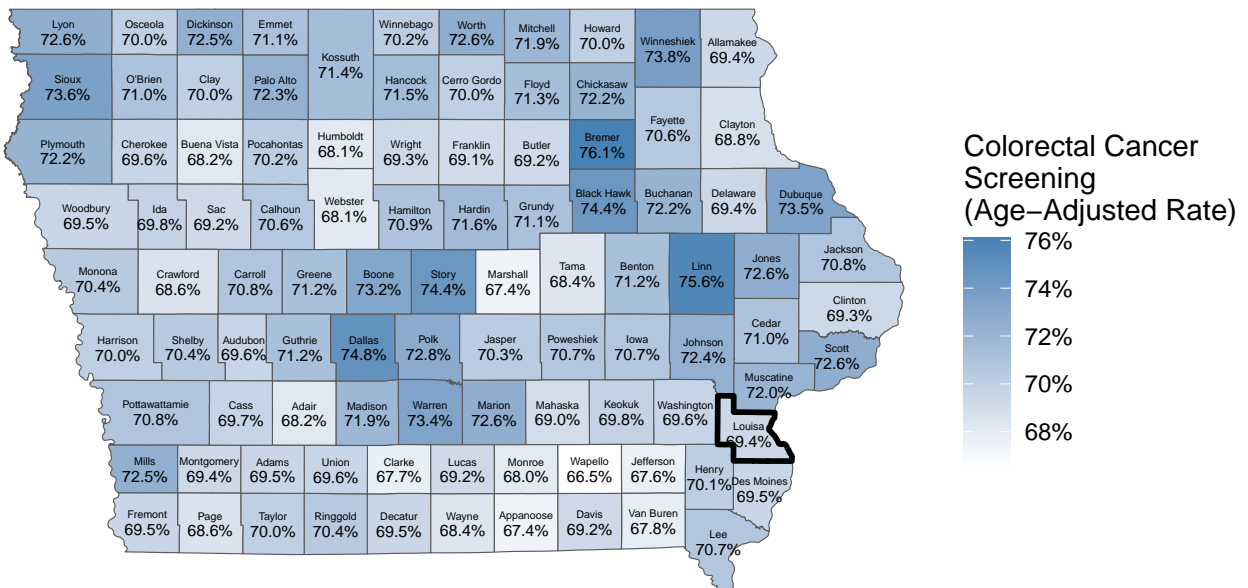 Lyon
72.6%
Osceola
70.0%
Dickinson
72.5%
Emmet
71.1%
Kossuth
71.4%
Winnebago
70.2%
Worth
72.6%
Mitchell
71.9%
Howard
70.0%
Winneshiek
73.8%
Allamakee
69.4%
Sioux
73.6%
O'Brien
71.0%
Clay
70.0%
Palo Alto
72.3%
Hancock
71.5%
Cerro Gordo
70.0%
Floyd
71.3%
Chickasaw
72.2%
Fayette
70.6%
Clayton
68.8%
Plymouth
72.2%
Cherokee
69.6%
Buena Vista
68.2%
Pocahontas
70.2%
Humboldt
68.1%
Wright
69.3%
Franklin
69.1%
Butler
69.2%
Bremer
76.1%
Woodbury
69.5%
Ida
69.8%
Sac
69.2%
Calhoun
70.6%
Webster
68.1%
Hamilton
70.9%
Hardin
71.6%
Grundy
71.1%
Black Hawk
74.4%
Buchanan
72.2%
Delaware
69.4%
Dubuque
73.5%
Monona
70.4%
Crawford
68.6%
Carroll
70.8%
Greene
71.2%
Boone
73.2%
Story
74.4%
Marshall
67.4%
Tama
68.4%
Benton
71.2%
Linn
75.6%
Jones
72.6%
Jackson
70.8%
Clinton
69.3%
Harrison
70.0%
Shelby
70.4%
Audubon
69.6%
Guthrie
71.2%
Dallas
74.8%
Polk
72.8%
Jasper
70.3%
Poweshiek
70.7%
Iowa
70.7%
Johnson
72.4%
Cedar
71.0%
Scott
72.6%
Muscatine
72.0%
Pottawattamie
70.8%
Cass
69.7%
Adair
68.2%
Madison
71.9%
Warren
73.4%
Marion
72.6%
Mahaska
69.0%
Keokuk
69.8%
Washington
69.6%
Louisa
69.4%
Mills
72.5%
Montgomery
69.4%
Adams
69.5%
Union
69.6%
Clarke
67.7%
Lucas
69.2%
Monroe
68.0%
Wapello
66.5%
Jefferson
67.6%
Henry
70.1%
Des Moines
69.5%
Fremont
69.5%
Page
68.6%
Taylor
70.0%
Ringgold
70.4%
Decatur
69.5%
Wayne
68.4%
Appanoose
67.4%
Davis
69.2%
Van Buren
67.8%
Lee
70.7%
Colorectal Cancer
Screening
(Age−Adjusted Rate)
76%
74%
72%
70%
68%